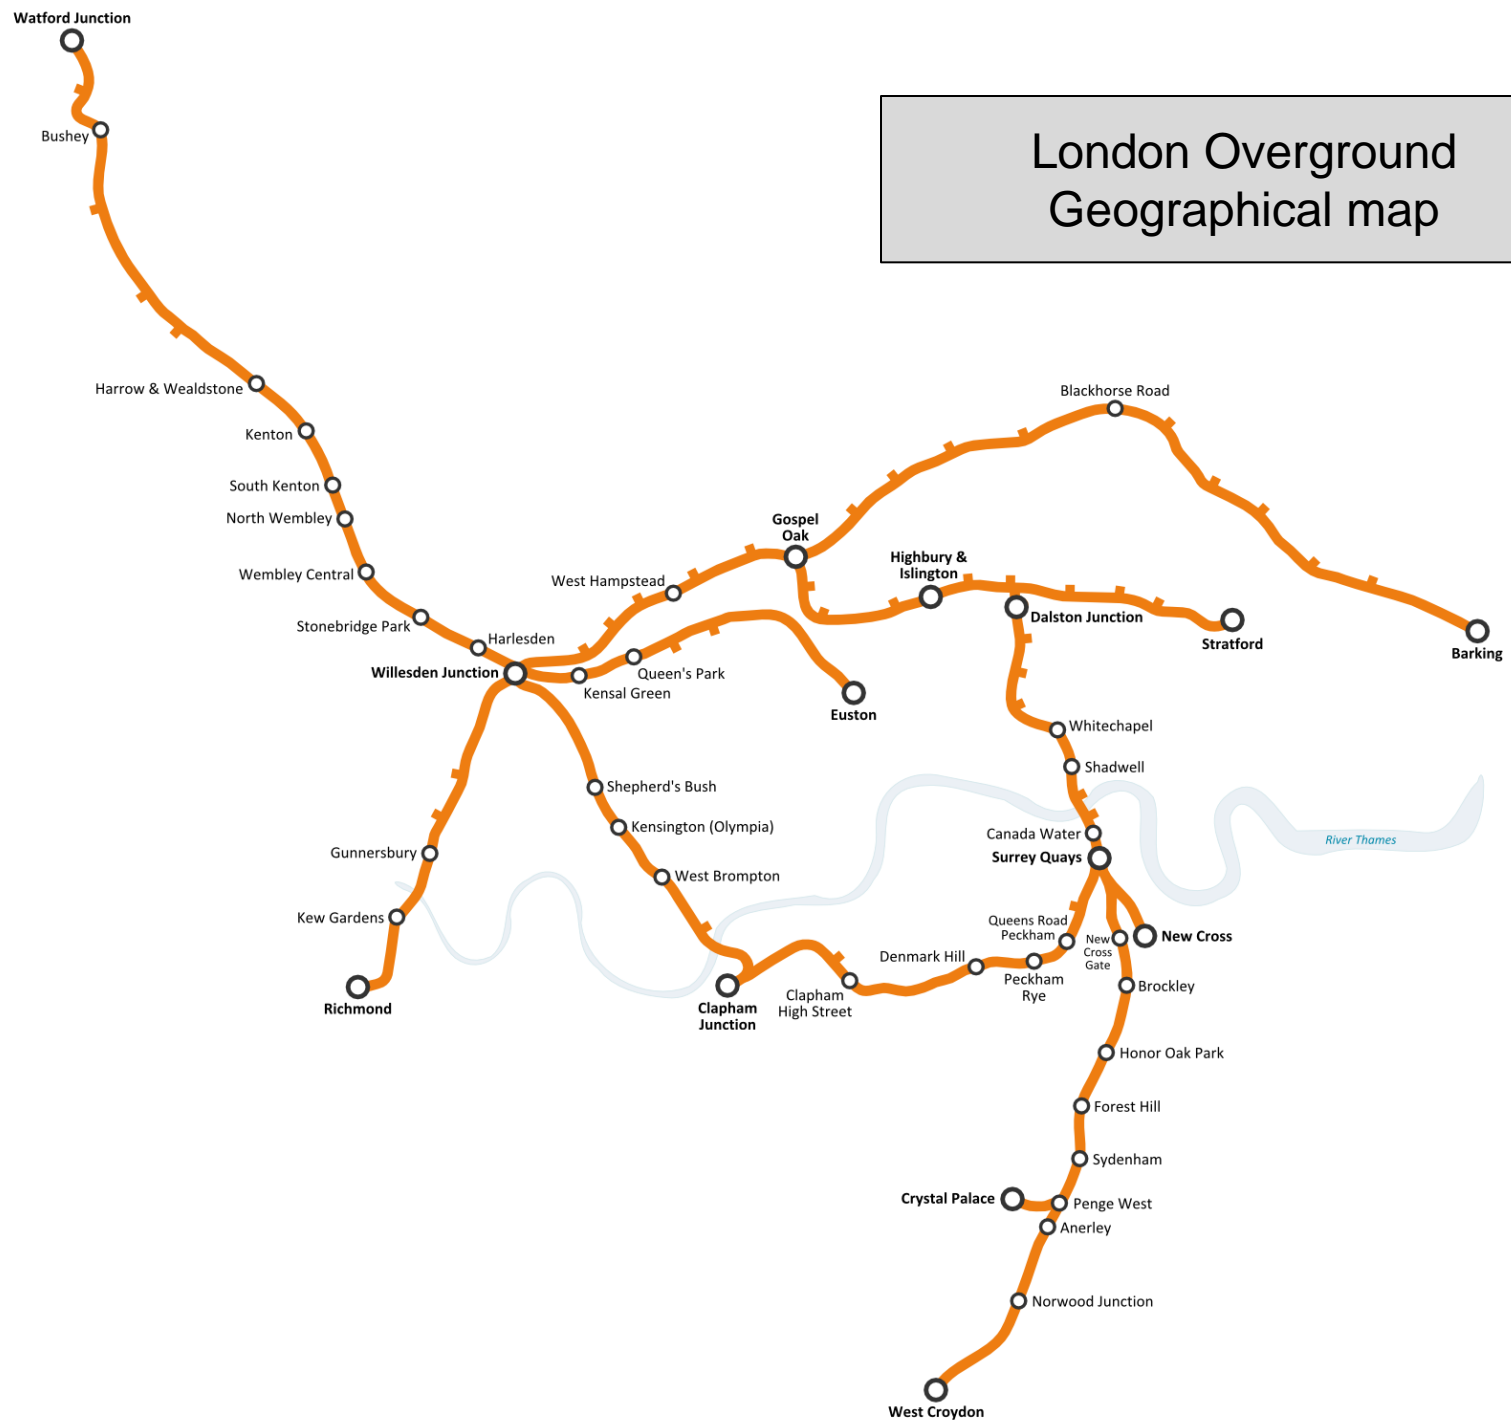 Watford Junction
London Overground
Geographical map
Bushey
Harrow & Wealdstone
Blackhorse Road
Kenton
South Kenton
North Wembley
Gospel
Oak
Highbury &
Islington
Wembley Central
West Hampstead
Stonebridge Park
Harlesden
Dalston Junction
Stratford
Barking
Willesden Junction
Queen's Park
Kensal Green
Euston
Whitechapel
Shadwell
Shepherd's Bush
Kensington (Olympia)
Canada Water
River Thames
Gunnersbury
Surrey Quays
West Brompton
Kew Gardens
Queens Road
Peckham
New
Cross
Gate
New Cross
Denmark Hill
Peckham
Rye
Richmond
Clapham
Junction
Clapham
High Street
Brockley
Honor Oak Park
Forest Hill
Sydenham
Crystal Palace
Penge West
Anerley
Norwood Junction
West Croydon